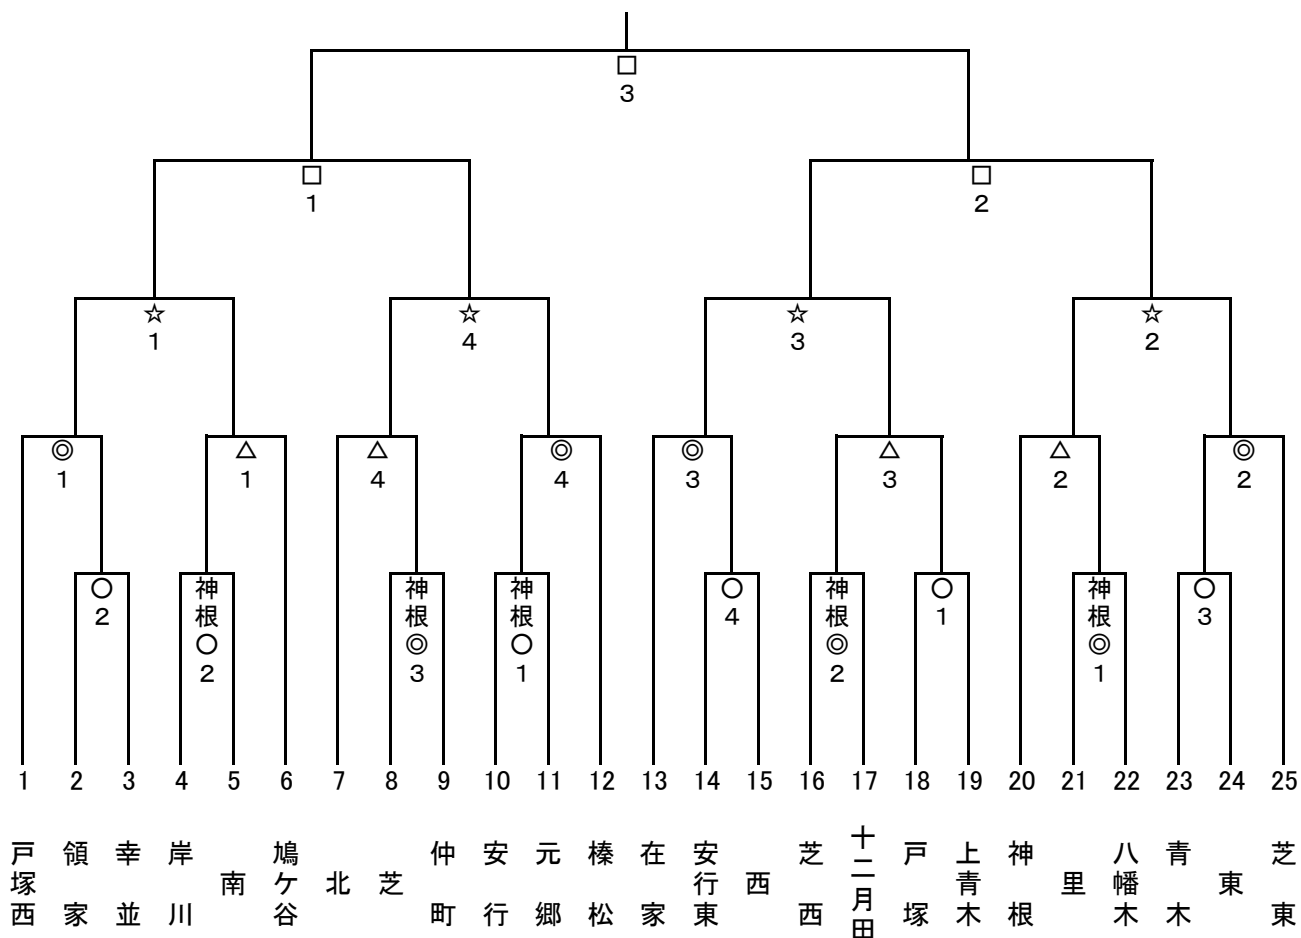 □
3
□
1
□
2
☆
1
☆
4
☆
3
☆
2
◎
1
△
1
△
4
◎
4
◎
3
△
3
△
2
◎
2
○
2
神根○2
神根◎3
神根○1
○
4
神根◎2
○
1
神根◎1
○
3
1 2 3 4 5 6 7 8 9 10 11 12 13 14 15 16 17 18 19 20 21 22 23 24 25
戸塚西
領家
幸並
岸川
南
鳩ケ谷
北
芝
仲町
安行
元郷
榛松
在家
安行東
西
芝西
十二月田
戸塚
上青木
神根
里
八幡木
青木
東
芝東